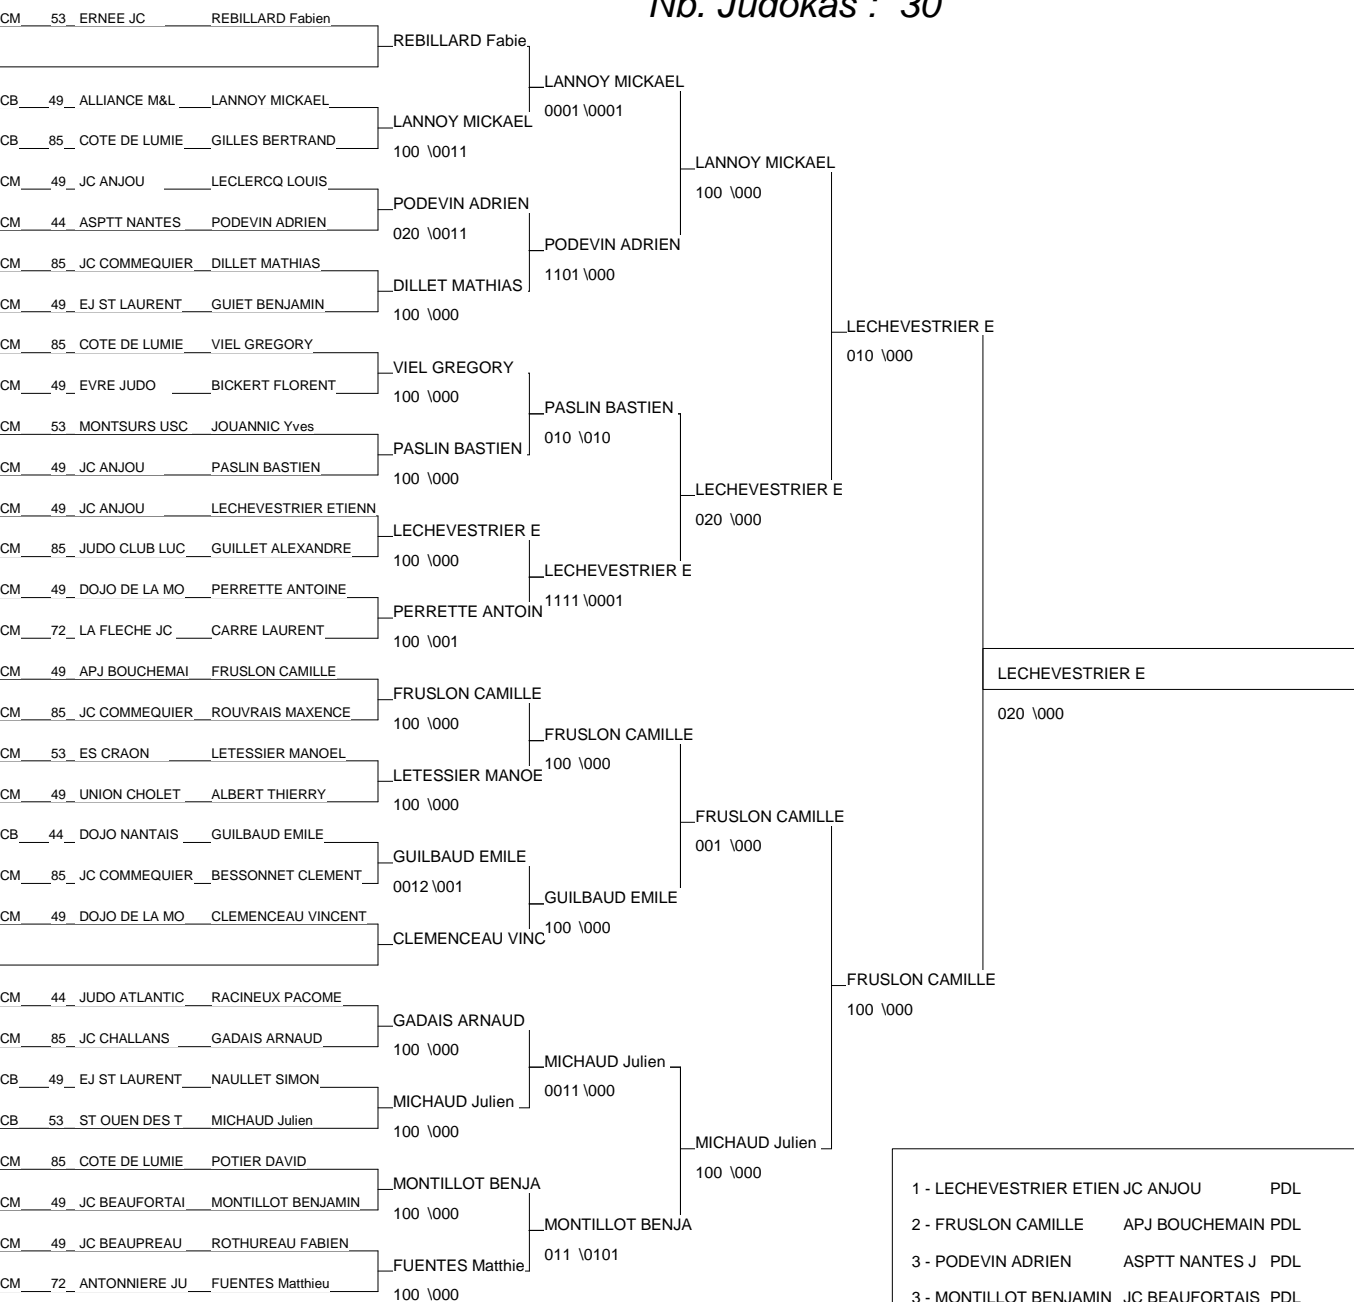 Nb. Judokas : 30
CM 53 ERNEE JC REBILLARD Fabien
REBILLARD Fabie
LANNOY MICKAEL
0001 \0001
CB 49 ALLIANCE M&L LANNOY MICKAEL
LANNOY MICKAEL
100 \0011
CB 85 COTE DE LUMIE GILLES BERTRAND
LANNOY MICKAEL
100 \000
CM 49 JC ANJOU LECLERCQ LOUIS
PODEVIN ADRIEN
020 \0011
CM 44 ASPTT NANTES PODEVIN ADRIEN
PODEVIN ADRIEN
1101 \000
CM 85 JC COMMEQUIER DILLET MATHIAS
DILLET MATHIAS
100 \000
CM 49 EJ ST LAURENT GUIET BENJAMIN
LECHEVESTRIER E
010 \000
CM 85 COTE DE LUMIE VIEL GREGORY
VIEL GREGORY
100 \000
CM 49 EVRE JUDO BICKERT FLORENT
PASLIN BASTIEN
010 \010
CM 53 MONTSURS USC JOUANNIC Yves
PASLIN BASTIEN
100 \000
CM 49 JC ANJOU PASLIN BASTIEN
LECHEVESTRIER E
020 \000
CM 49 JC ANJOU LECHEVESTRIER ETIENN
LECHEVESTRIER E
100 \000
CM 85 JUDO CLUB LUC GUILLET ALEXANDRE
LECHEVESTRIER E
1111 \0001
CM 49 DOJO DE LA MO PERRETTE ANTOINE
PERRETTE ANTOIN
100 \001
CM 72 LA FLECHE JC CARRE LAURENT
LECHEVESTRIER E
020 \000
CM 49 APJ BOUCHEMAI FRUSLON CAMILLE
FRUSLON CAMILLE
100 \000
CM 85 JC COMMEQUIER ROUVRAIS MAXENCE
FRUSLON CAMILLE
100 \000
CM 53 ES CRAON LETESSIER MANOEL
LETESSIER MANOE
100 \000
CM 49 UNION CHOLET ALBERT THIERRY
FRUSLON CAMILLE
001 \000
CB 44 DOJO NANTAIS GUILBAUD EMILE
GUILBAUD EMILE
0012 \001
CM 85 JC COMMEQUIER BESSONNET CLEMENT
GUILBAUD EMILE
100 \000
CM 49 DOJO DE LA MO CLEMENCEAU VINCENT
CLEMENCEAU VINC
FRUSLON CAMILLE
100 \000
CM 44 JUDO ATLANTIC RACINEUX PACOME
GADAIS ARNAUD
100 \000
CM 85 JC CHALLANS GADAIS ARNAUD
MICHAUD Julien
0011 \000
CB 49 EJ ST LAURENT NAULLET SIMON
MICHAUD Julien
100 \000
CB 53 ST OUEN DES T MICHAUD Julien
MICHAUD Julien
100 \000
CM 85 COTE DE LUMIE POTIER DAVID
MONTILLOT BENJA
100 \000
CM 49 JC BEAUFORTAI MONTILLOT BENJAMIN
MONTILLOT BENJA
011 \0101
CM 49 JC BEAUPREAU ROTHUREAU FABIEN
FUENTES Matthie
100 \000
CM 72 ANTONNIERE JU FUENTES Matthieu
1 - LECHEVESTRIER ETIEN JC ANJOU PDL
2 - FRUSLON CAMILLE APJ BOUCHEMAIN PDL
3 - PODEVIN ADRIEN ASPTT NANTES J PDL
3 - MONTILLOT BENJAMIN JC BEAUFORTAIS PDL